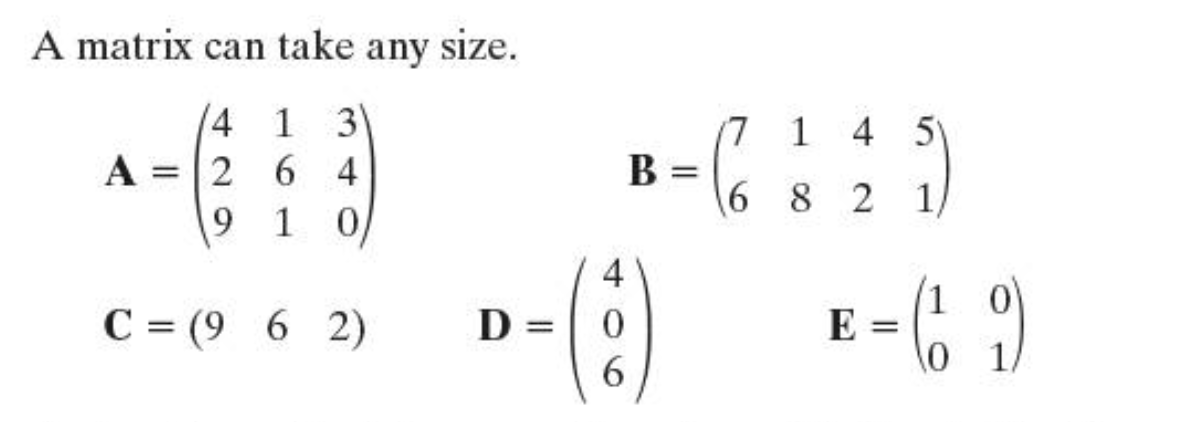 A matrix can take any size.
A = (4 1 3
2 6 4
9 1 0)
B = (7 1 4 5
6 8 2 1)
C = (9 6 2)
D = (4
0
6)
E = (1 0
0 1)